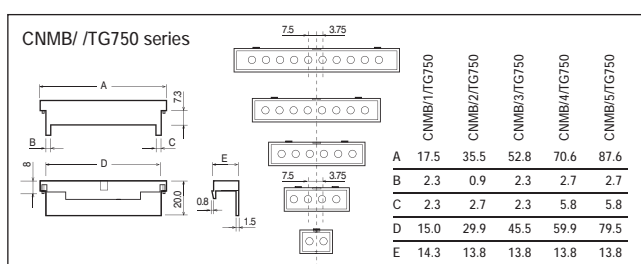 CNMB/ /TG750 series
7.5 3.75
A
7.3
B C
8
D
20.0
E
0.8
1.5
7.5 3.75
CNMB/1/TG750 CNMB/2/TG750 CNMB/3/TG750 CNMB/4/TG750 CNMB/5/TG750
A 17.5 35.5 52.8 70.6 87.6
B 2.3 0.9 2.3 2.7 2.7
C 2.3 2.7 2.3 5.8 5.8
D 15.0 29.9 45.5 59.9 79.5
E 14.3 13.8 13.8 13.8 13.8